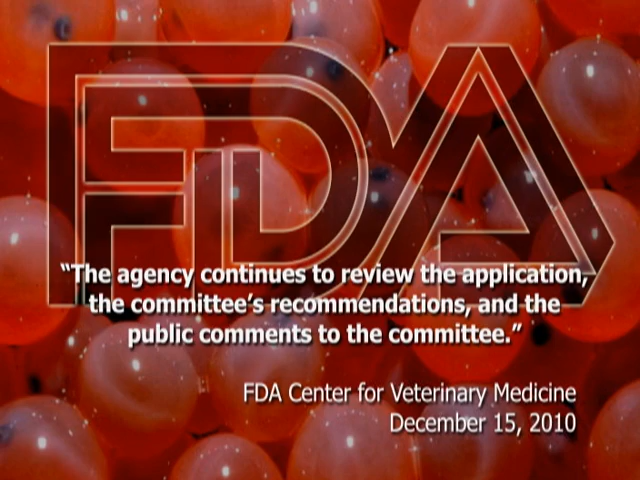 FDA
“The agency continues to review the application,
the committee’s recommendations, and the
public comments to the committee.”
FDA Center for Veterinary Medicine
December 15, 2010